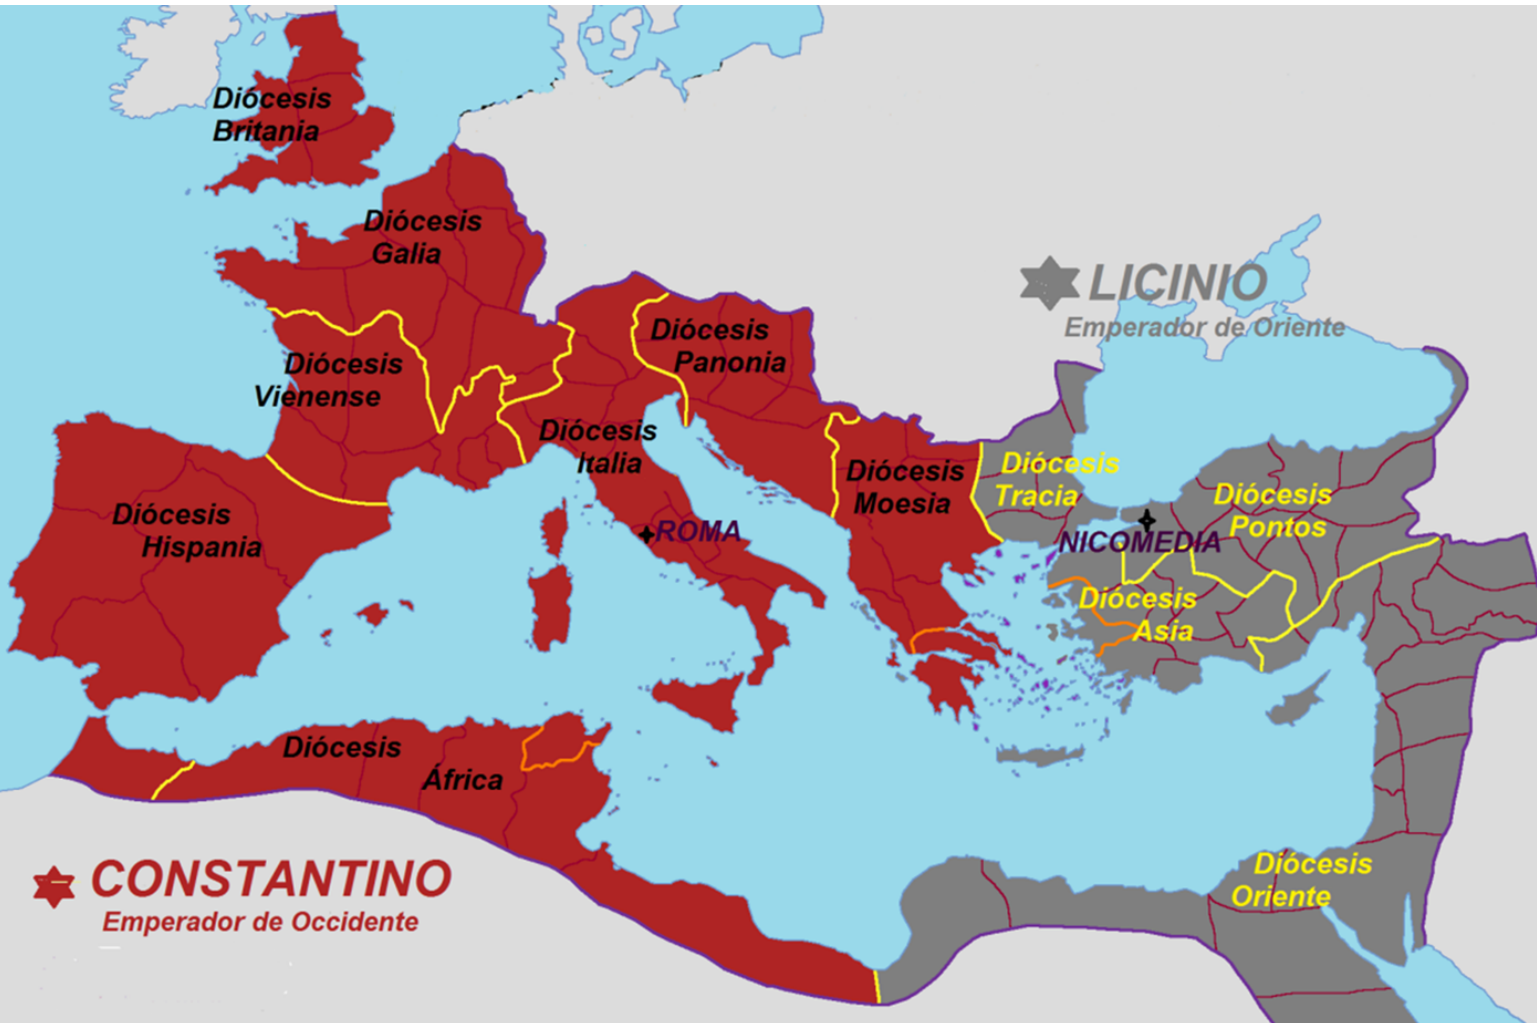 Diócesis
Britania
Diócesis
Galia
LICINIO
Emperador de Oriente
Diócesis
Panonia
Diócesis
Vienense
Diócesis
Italia
Diócesis
Moesia
Diócesis
Tracia
Diócesis
Pontos
Diócesis
Hispania
ROMA
NICOMEDIA
Diócesis
Asia
Diócesis
África
CONSTANTINO
Emperador de Occidente
Diócesis
Oriente